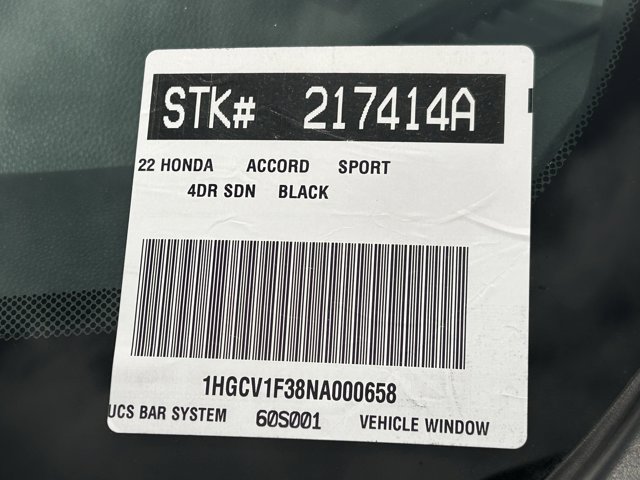 STK# 217414A
22 HONDA ACCORD SPORT
4DR SDN BLACK
1HGCV1F38NA000658
UCS BAR SYSTEM 60S001 VEHICLE WINDOW